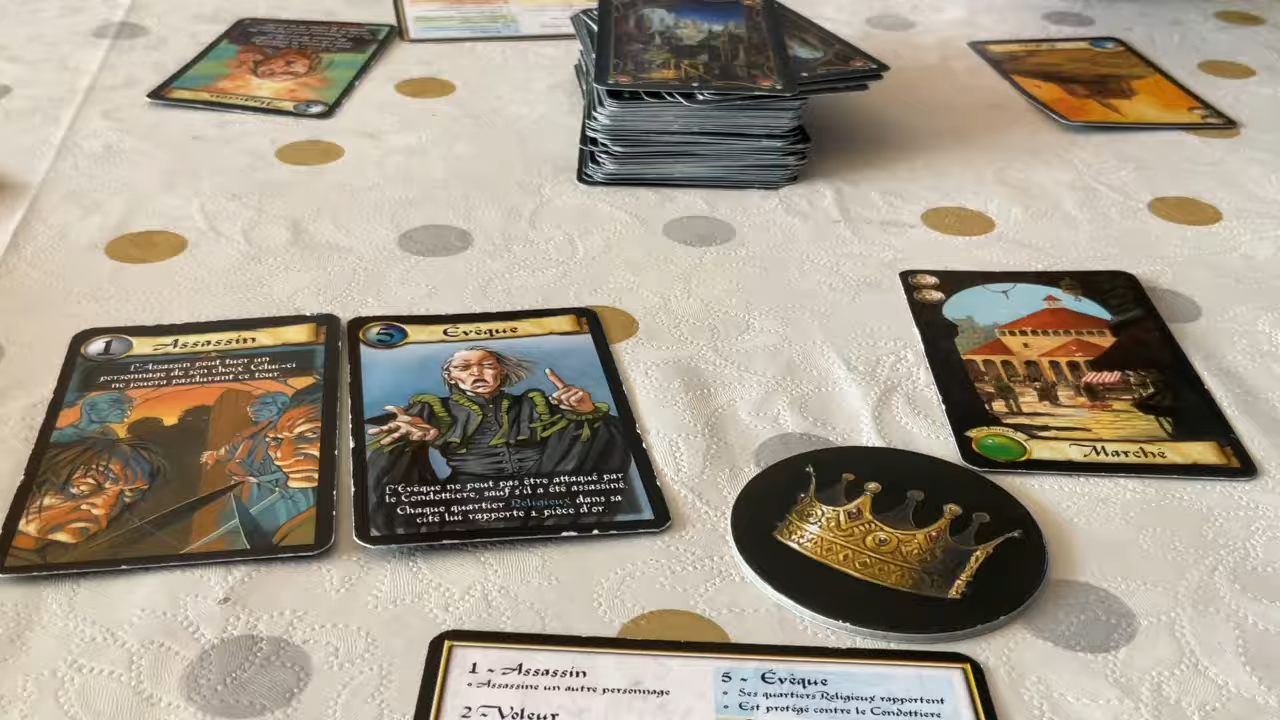 Magicien
1
Assassin
L'Assassin peut tuer un
personnage de son choix. Celui-ci
ne jouera pas durant ce tour.
5
Évêque
L'Evêque ne peut pas être attaqué par
le Condottiere, sauf s'il a été assassiné.
Chaque quartier Religieux dans sa
cité lui rapporte 1 pièce d'or.
Marché
1 ~ Assassin
• Assassine un autre personnage
2 ~ Voleur
5 ~ Évêque
• Ses quartiers Religieux rapportent
• Est protégé contre le Condottiere